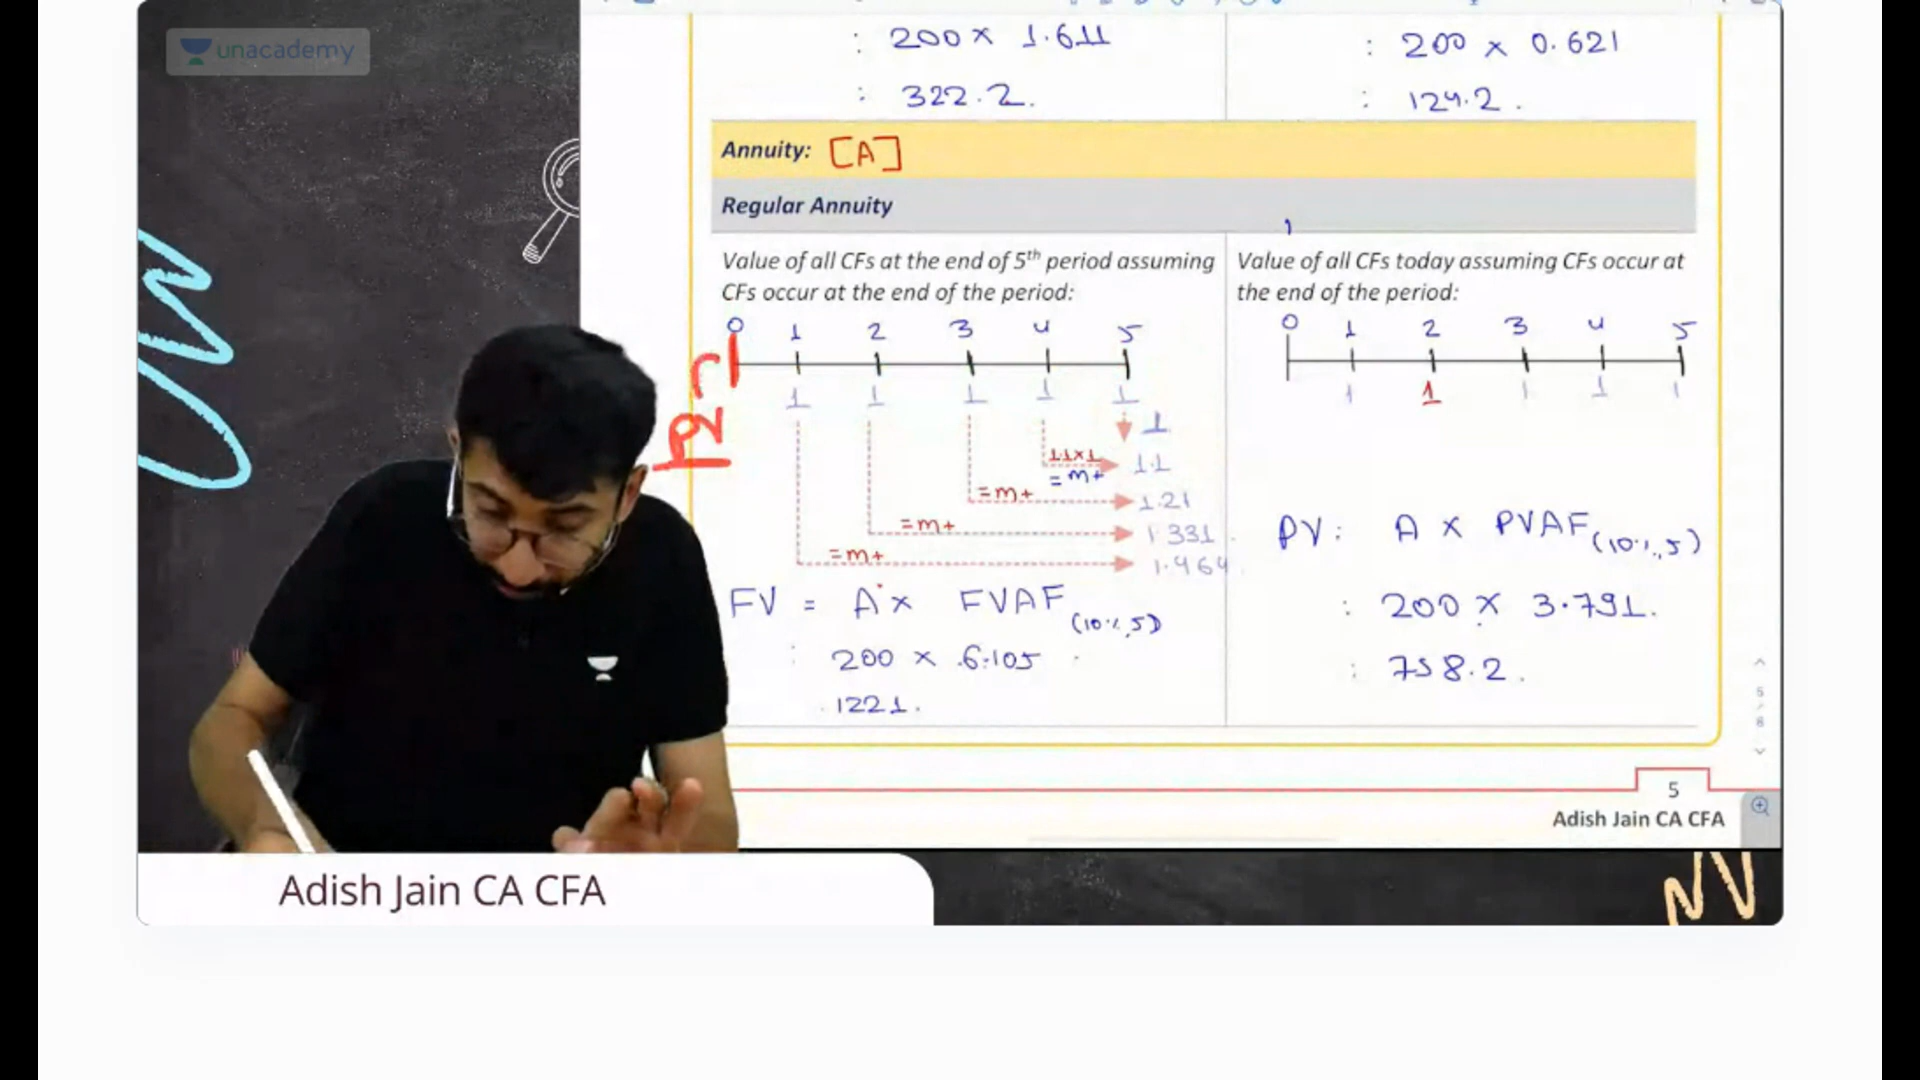 unacademy
: 200 x 1.611
: 322.2.
: 200 x 0.621
: 124.2.
Annuity: [A]
Regular Annuity
Value of all CFs at the end of 5th period assuming
CFs occur at the end of the period:
0 1 2 3 4 5
1 1 1 1 1
1
1.1x1
= m+ 1.1
= m+ 1.21
= m+ 1.331
= m+ 1.464
FV = A x FVAF (10%,5)
: 200 x 6.105
1221.
Value of all CFs today assuming CFs occur at
the end of the period:
0 1 2 3 4 5
1 1 1 1 1
PV: A x PVAF (10%,5)
: 200 x 3.791.
: 758.2.
5
Adish Jain CA CFA
5
/
8
Adish Jain CA CFA